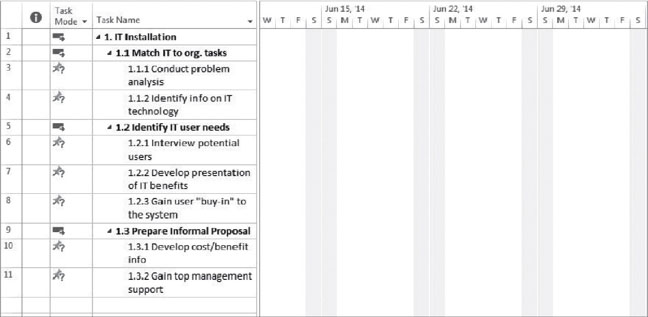 Jun 15, '14 Jun 22, '14 Jun 29, '14
Task Mode Task Name W T F S S M T W T F S S M T W T F S S M T W T F S
1 1. IT Installation
2 1.1 Match IT to org. tasks
3 1.1.1 Conduct problem
analysis
4 1.1.2 Identify info on IT
technology
5 1.2 Identify IT user needs
6 1.2.1 Interview potential
users
7 1.2.2 Develop presentation
of IT benefits
8 1.2.3 Gain user "buy-in" to
the system
9 1.3 Prepare Informal Proposal
10 1.3.1 Develop cost/benefit
info
11 1.3.2 Gain top management
support